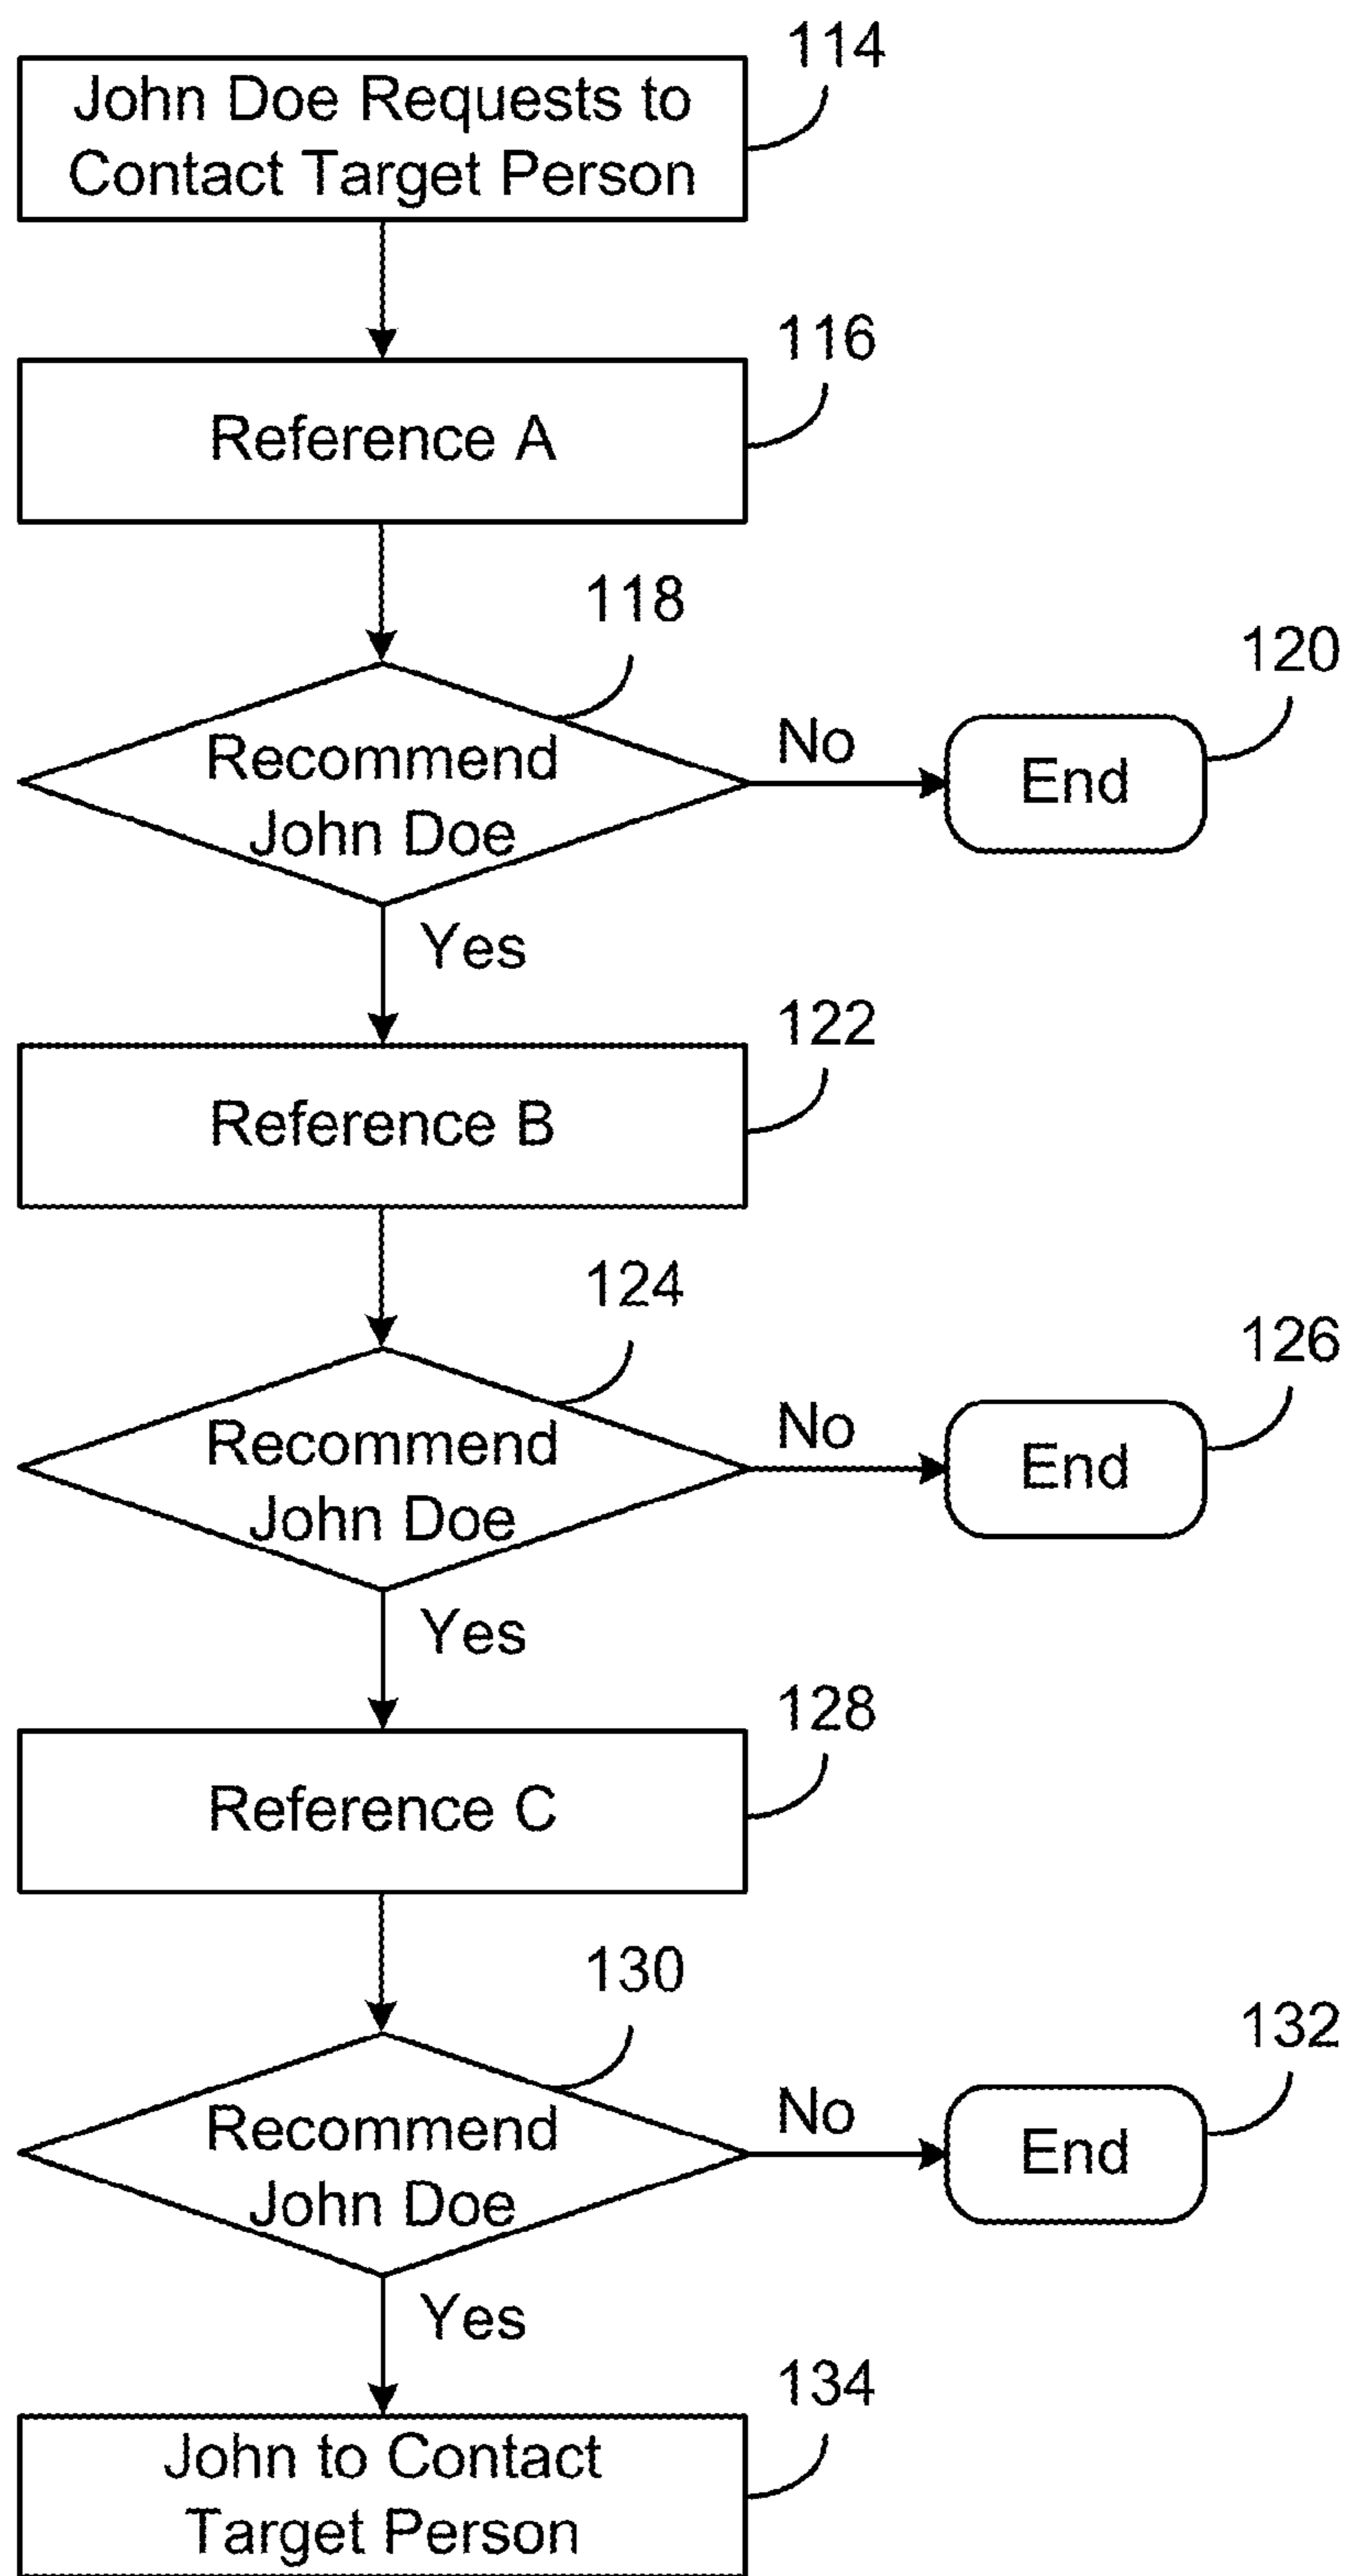 114
John Doe Requests to
Contact Target Person
116
Reference A
118
120
Recommend
John Doe
No
End
Yes
122
Reference B
124
126
Recommend
John Doe
No
End
Yes
128
Reference C
130
132
Recommend
John Doe
No
End
Yes
134
John to Contact
Target Person